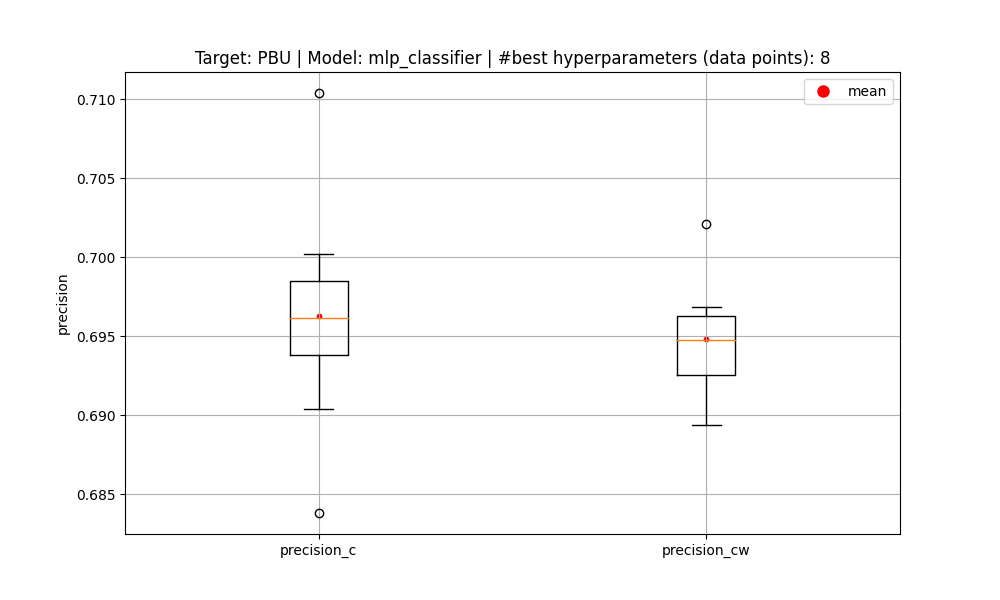 Target: PBU | Model: mlp_classifier | #best hyperparameters (data points): 8
mean
0.710
0.705
0.700
0.695
0.690
0.685
precision
precision_c
precision_cw